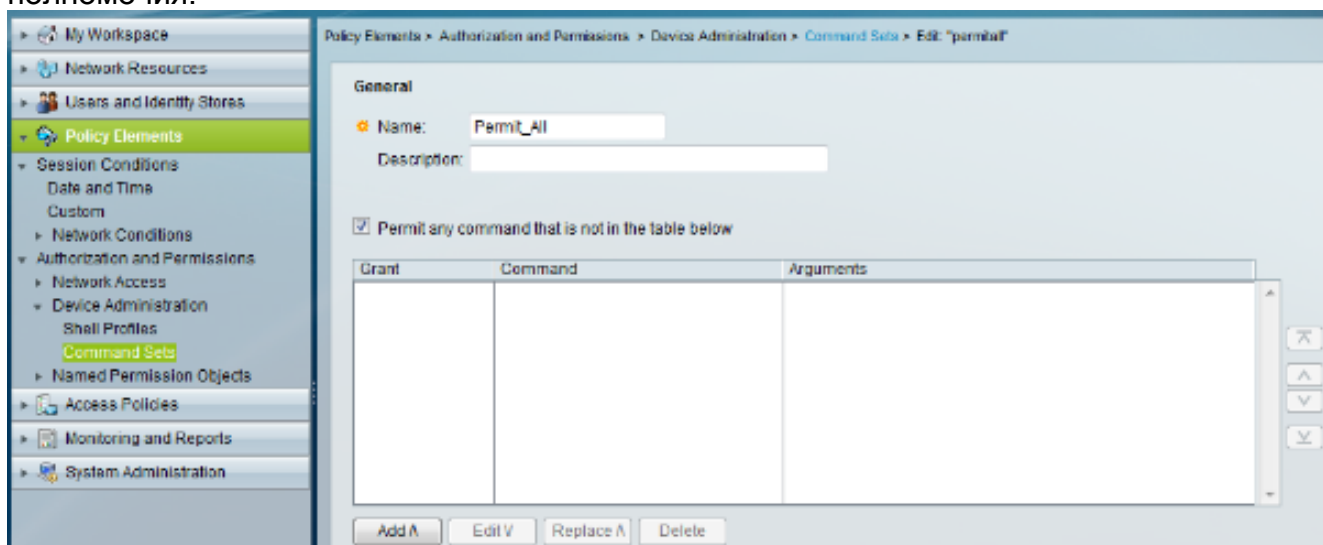 полномочия.
My Workspace
Network Resources
Users and Identity Stores
Policy Elements
Session Conditions
Date and Time
Custom
Network Conditions
Authorization and Permissions
Network Access
Device Administration
Shell Profiles
Command Sets
Named Permission Objects
Access Policies
Monitoring and Reports
System Administration
Policy Elements > Authorization and Permissions > Device Administration > Command Sets > Edit: "permitall"
General
Name: Permit_All
Description:
Permit any command that is not in the table below
Grant Command Arguments
Add Λ Edit V Replace Λ Delete